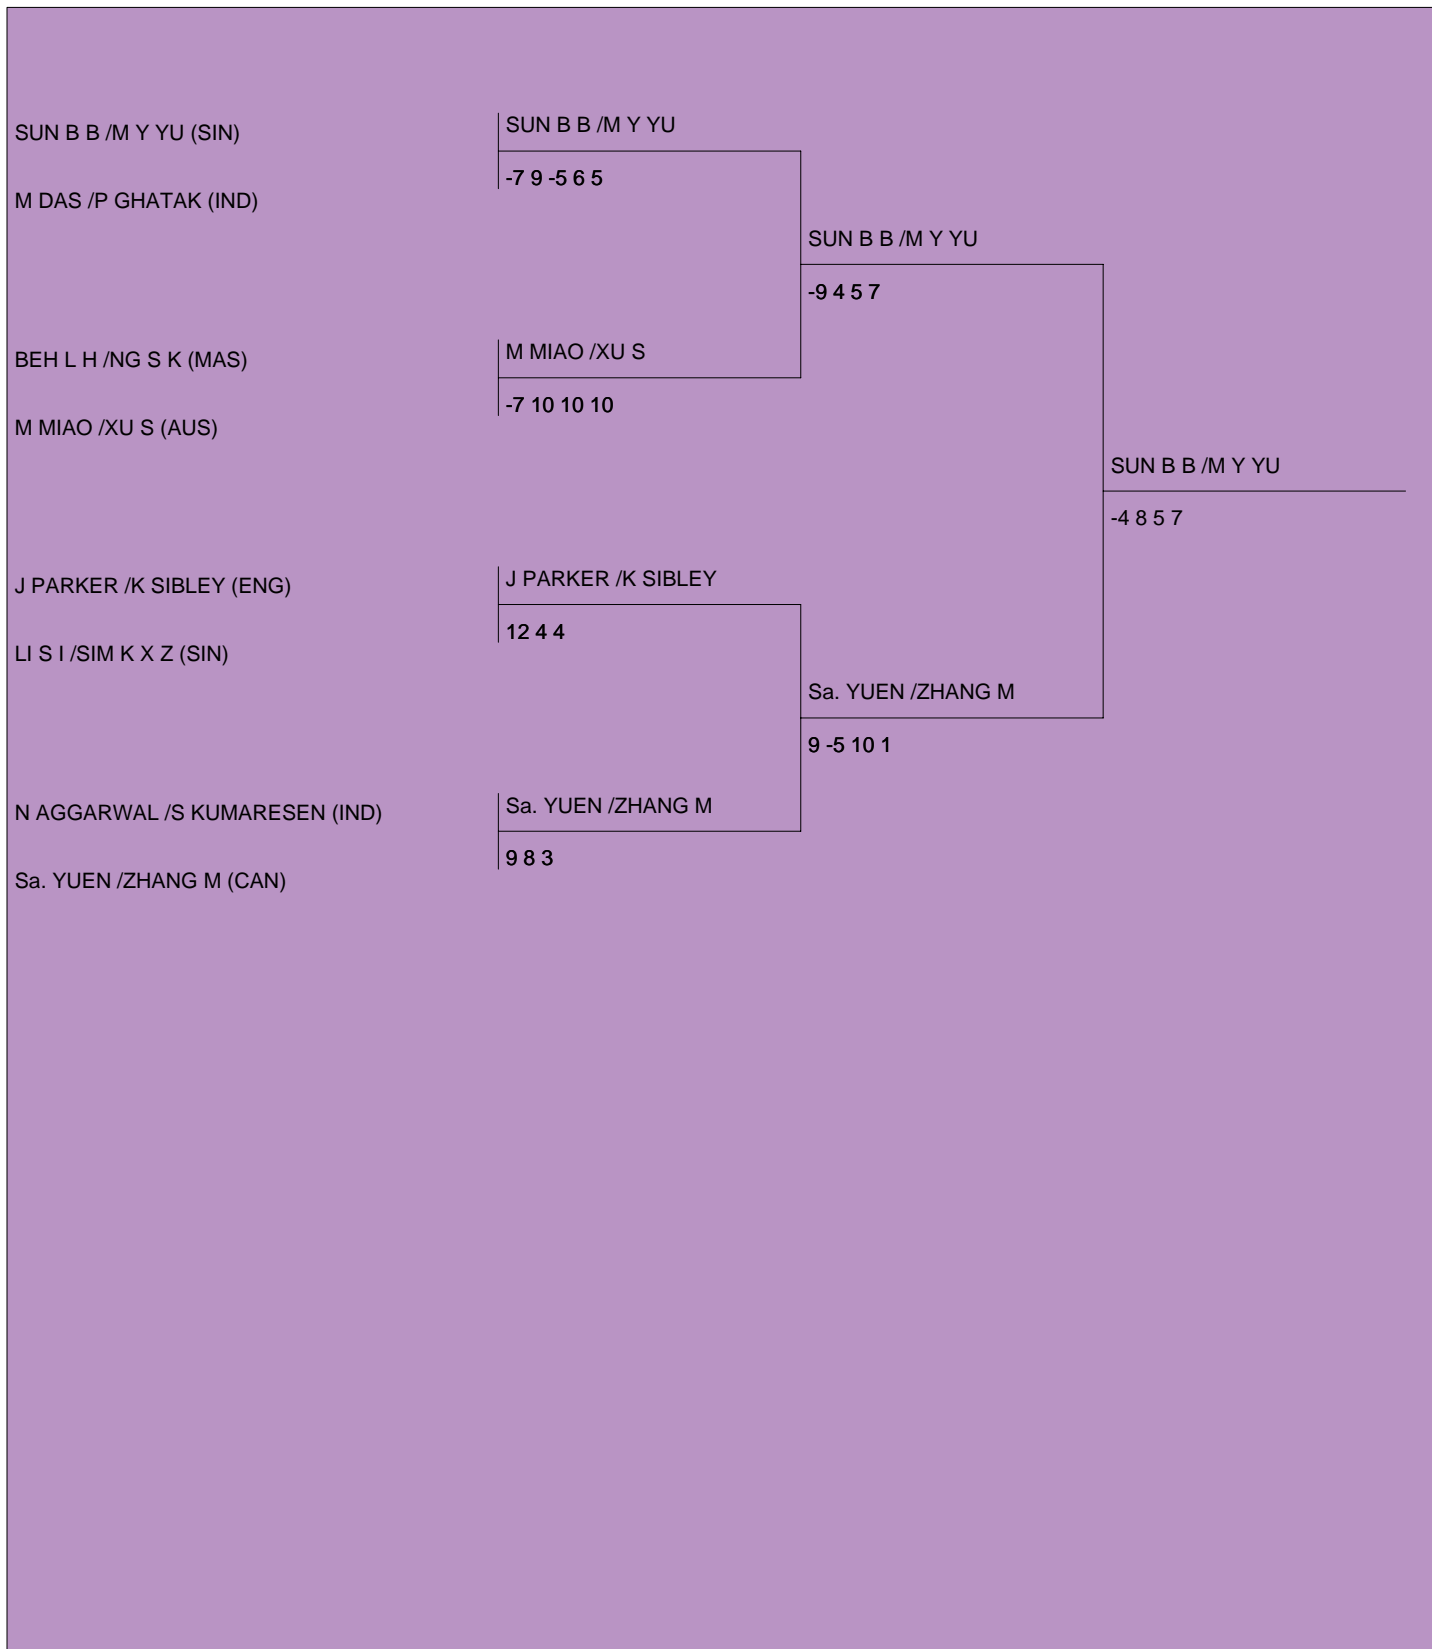 SUN B B /M Y YU (SIN)
M DAS /P GHATAK (IND)
BEH L H /NG S K (MAS)
M MIAO /XU S (AUS)
J PARKER /K SIBLEY (ENG)
LI S I /SIM K X Z (SIN)
N AGGARWAL /S KUMARESEN (IND)
Sa. YUEN /ZHANG M (CAN)
SUN B B /M Y YU
-7 9 -5 6 5
M MIAO /XU S
-7 10 10 10
J PARKER /K SIBLEY
12 4 4
Sa. YUEN /ZHANG M
9 8 3
SUN B B /M Y YU
-9 4 5 7
Sa. YUEN /ZHANG M
9 -5 10 1
SUN B B /M Y YU
-4 8 5 7